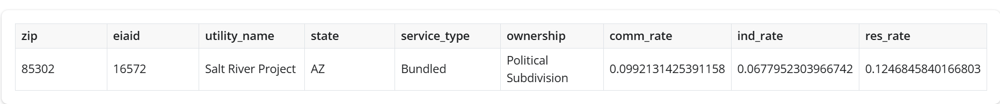 zip eiaid utility_name state service_type ownership comm_rate ind_rate res_rate
85302 16572 Salt River Project AZ Bundled Political Subdivision 0.0992131425391158 0.0677952303966742 0.1246845840166803